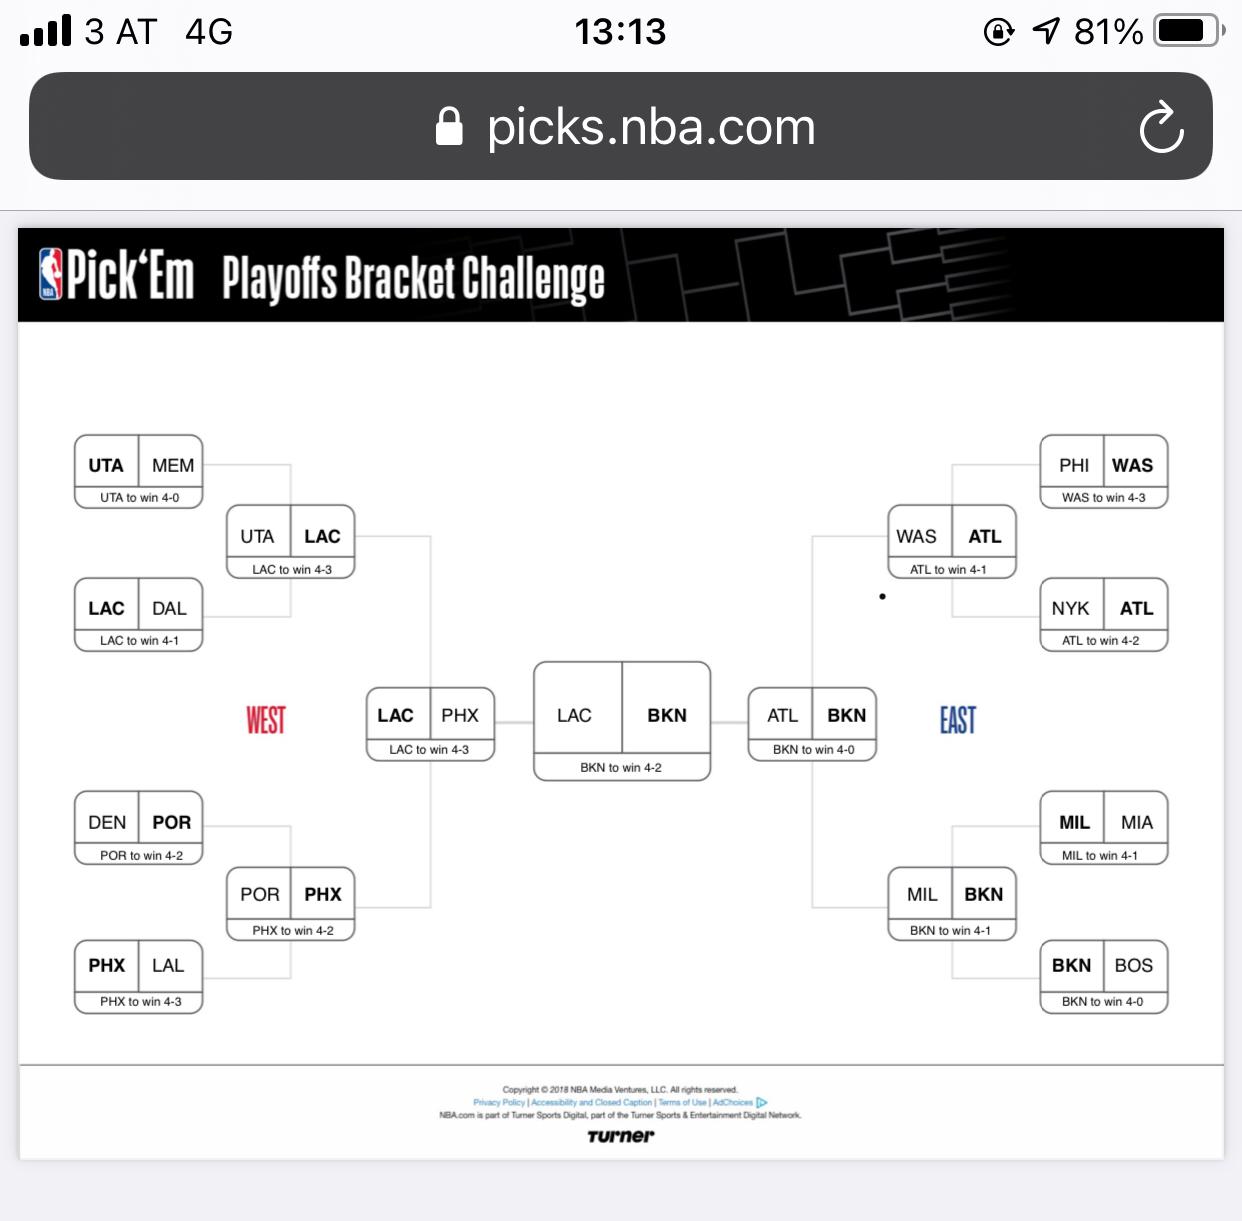 3 AT 4G 13:13 81%
picks.nba.com
NBA Pick‘Em Playoffs Bracket Challenge
UTA MEM
UTA to win 4-0
UTA LAC
LAC to win 4-3
LAC DAL
LAC to win 4-1
WEST
LAC PHX
LAC to win 4-3
DEN POR
POR to win 4-2
POR PHX
PHX to win 4-2
PHX LAL
PHX to win 4-3
LAC BKN
BKN to win 4-2
PHI WAS
WAS to win 4-3
WAS ATL
ATL to win 4-1
NYK ATL
ATL to win 4-2
ATL BKN
BKN to win 4-0
EAST
MIL MIA
MIL to win 4-1
MIL BKN
BKN to win 4-1
BKN BOS
BKN to win 4-0
Copyright © 2018 NBA Media Ventures, LLC. All rights reserved.
Privacy Policy | Accessibility and Closed Caption | Terms of Use | AdChoices
NBA.com is part of Turner Sports Digital, part of the Turner Sports & Entertainment Digital Network.
Turner